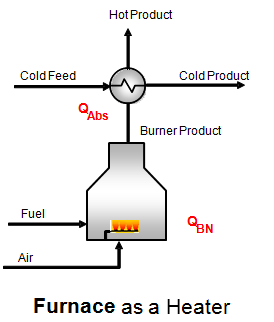 Hot Product
Cold Feed
Cold Product
QAbs
Burner Product
Fuel
QBN
Air
Furnace as a Heater